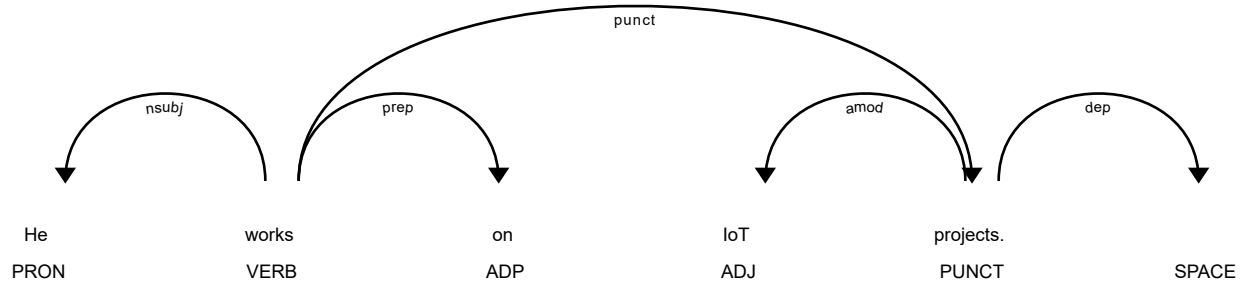 punct
nsubj prep amod dep
He works on IoT projects.
PRON VERB ADP ADJ PUNCT SPACE